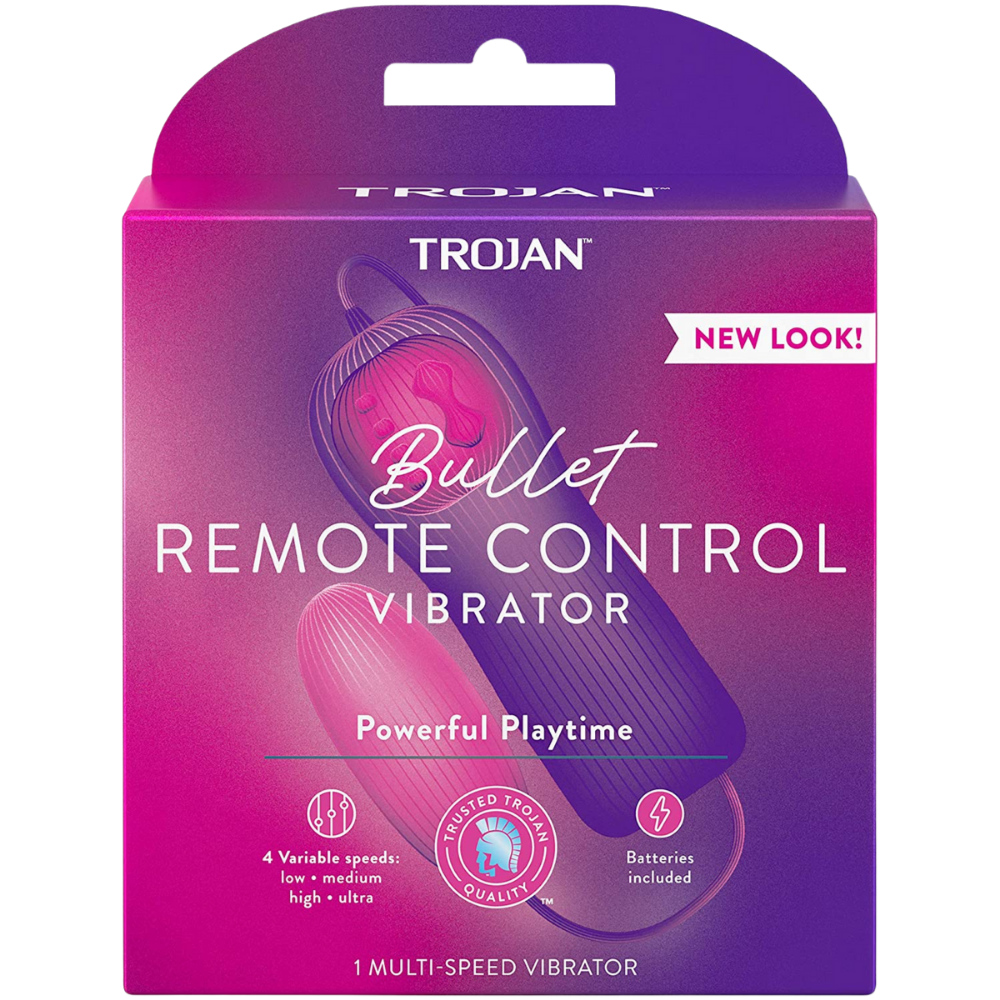 TROJAN™
TROJAN™
NEW LOOK!
Bullet
REMOTE CONTROL
VIBRATOR
Powerful Playtime
4 Variable speeds:
low • medium
high • ultra
TRUSTED TROJAN
QUALITY
™
Batteries
included
1 MULTI-SPEED VIBRATOR